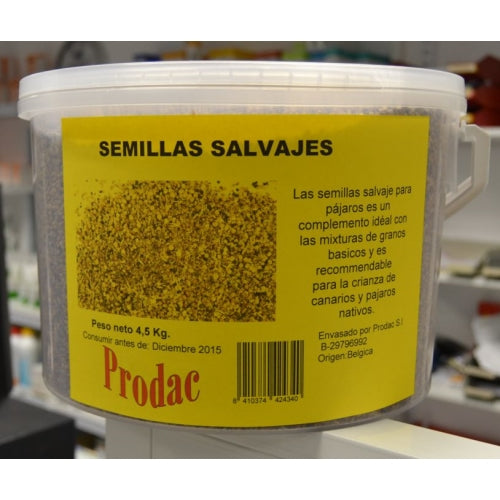 SEMILLAS SALVAJES
Las semillas salvaje para
pájaros es un
complemento idéal con
las mixturas de granos
basicos y es
recommendable
para la crianza de
canarios y pajaros
nativos.
Peso neto 4,5 Kg.
Consumir antes de: Diciembre 2015
Prodac
Envasado por Prodac S.l
B-29796992
Origen:Belgica
8 410374 424340